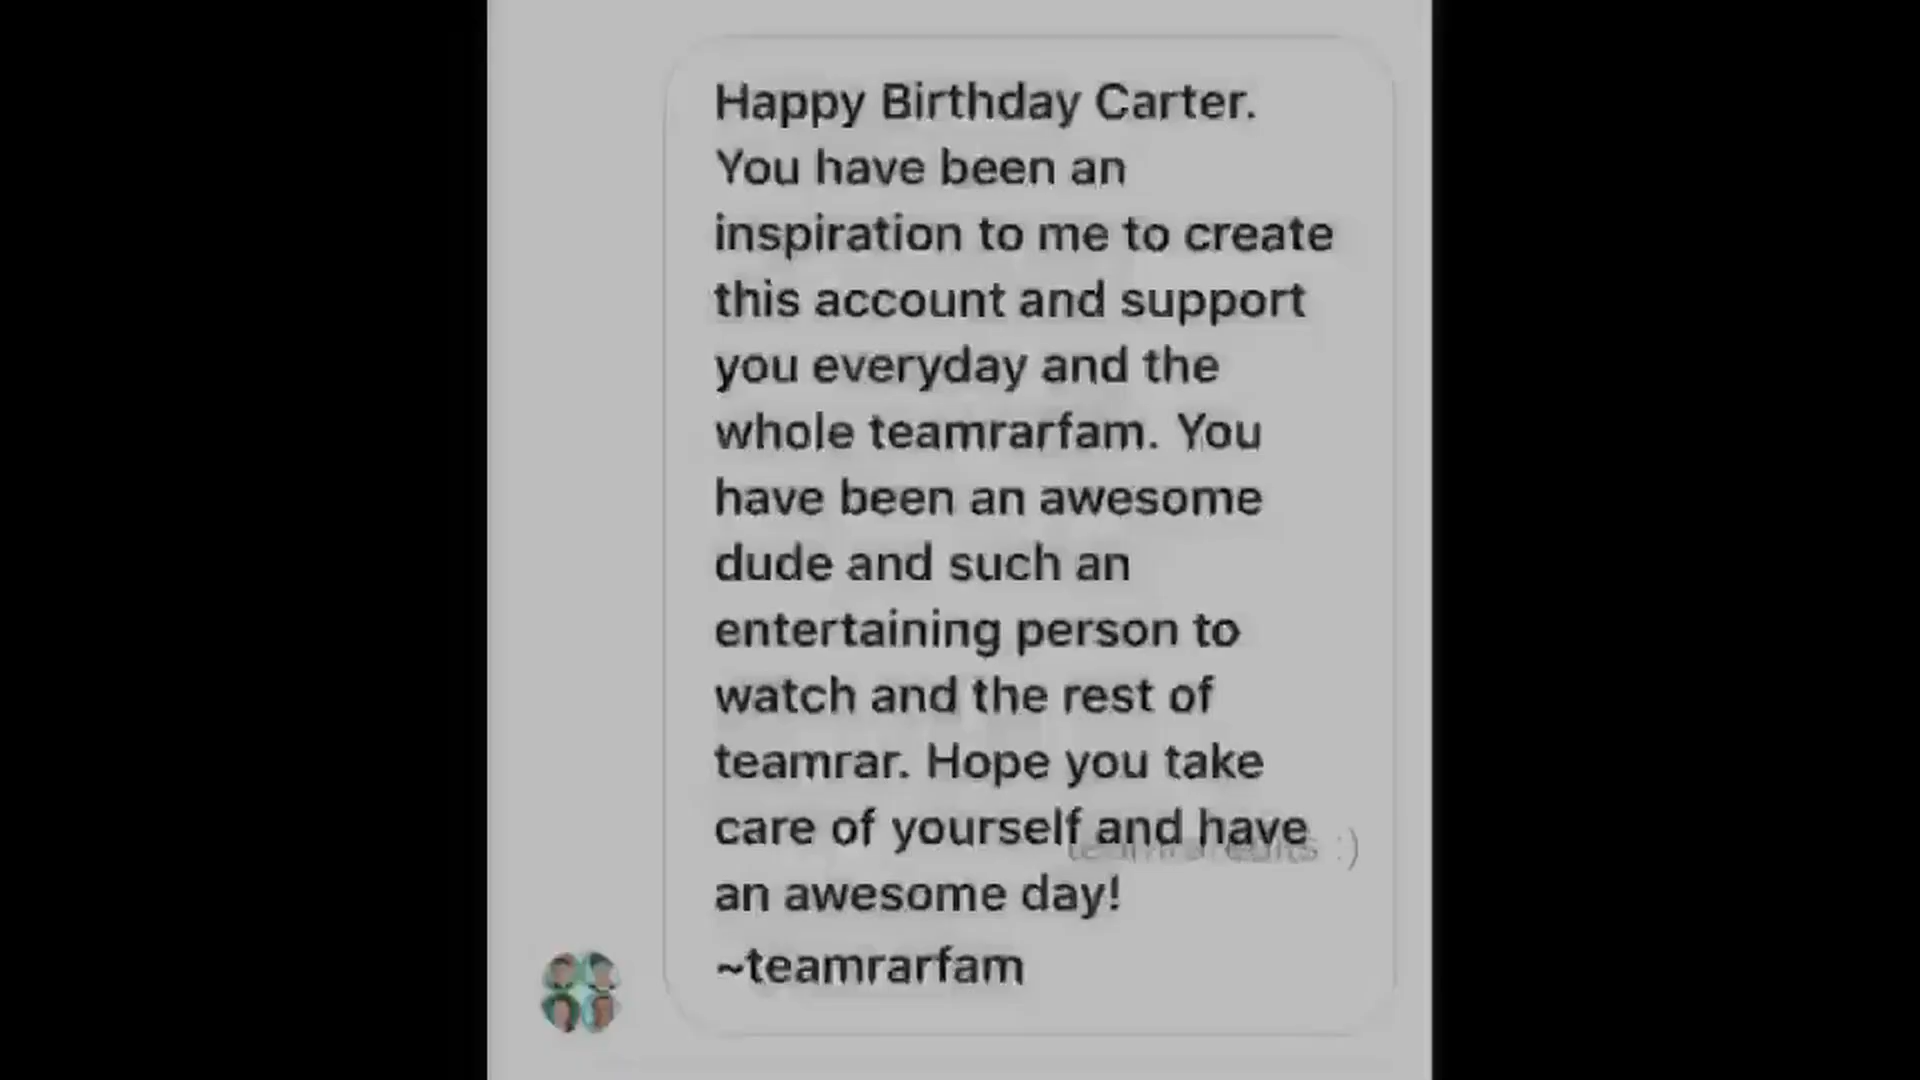 Happy Birthday Carter.
You have been an
inspiration to me to create
this account and support
you everyday and the
whole teamrarfam. You
have been an awesome
dude and such an
entertaining person to
watch and the rest of
teamrar. Hope you take
care of yourself and have
:)
an awesome day!
~teamrarfam